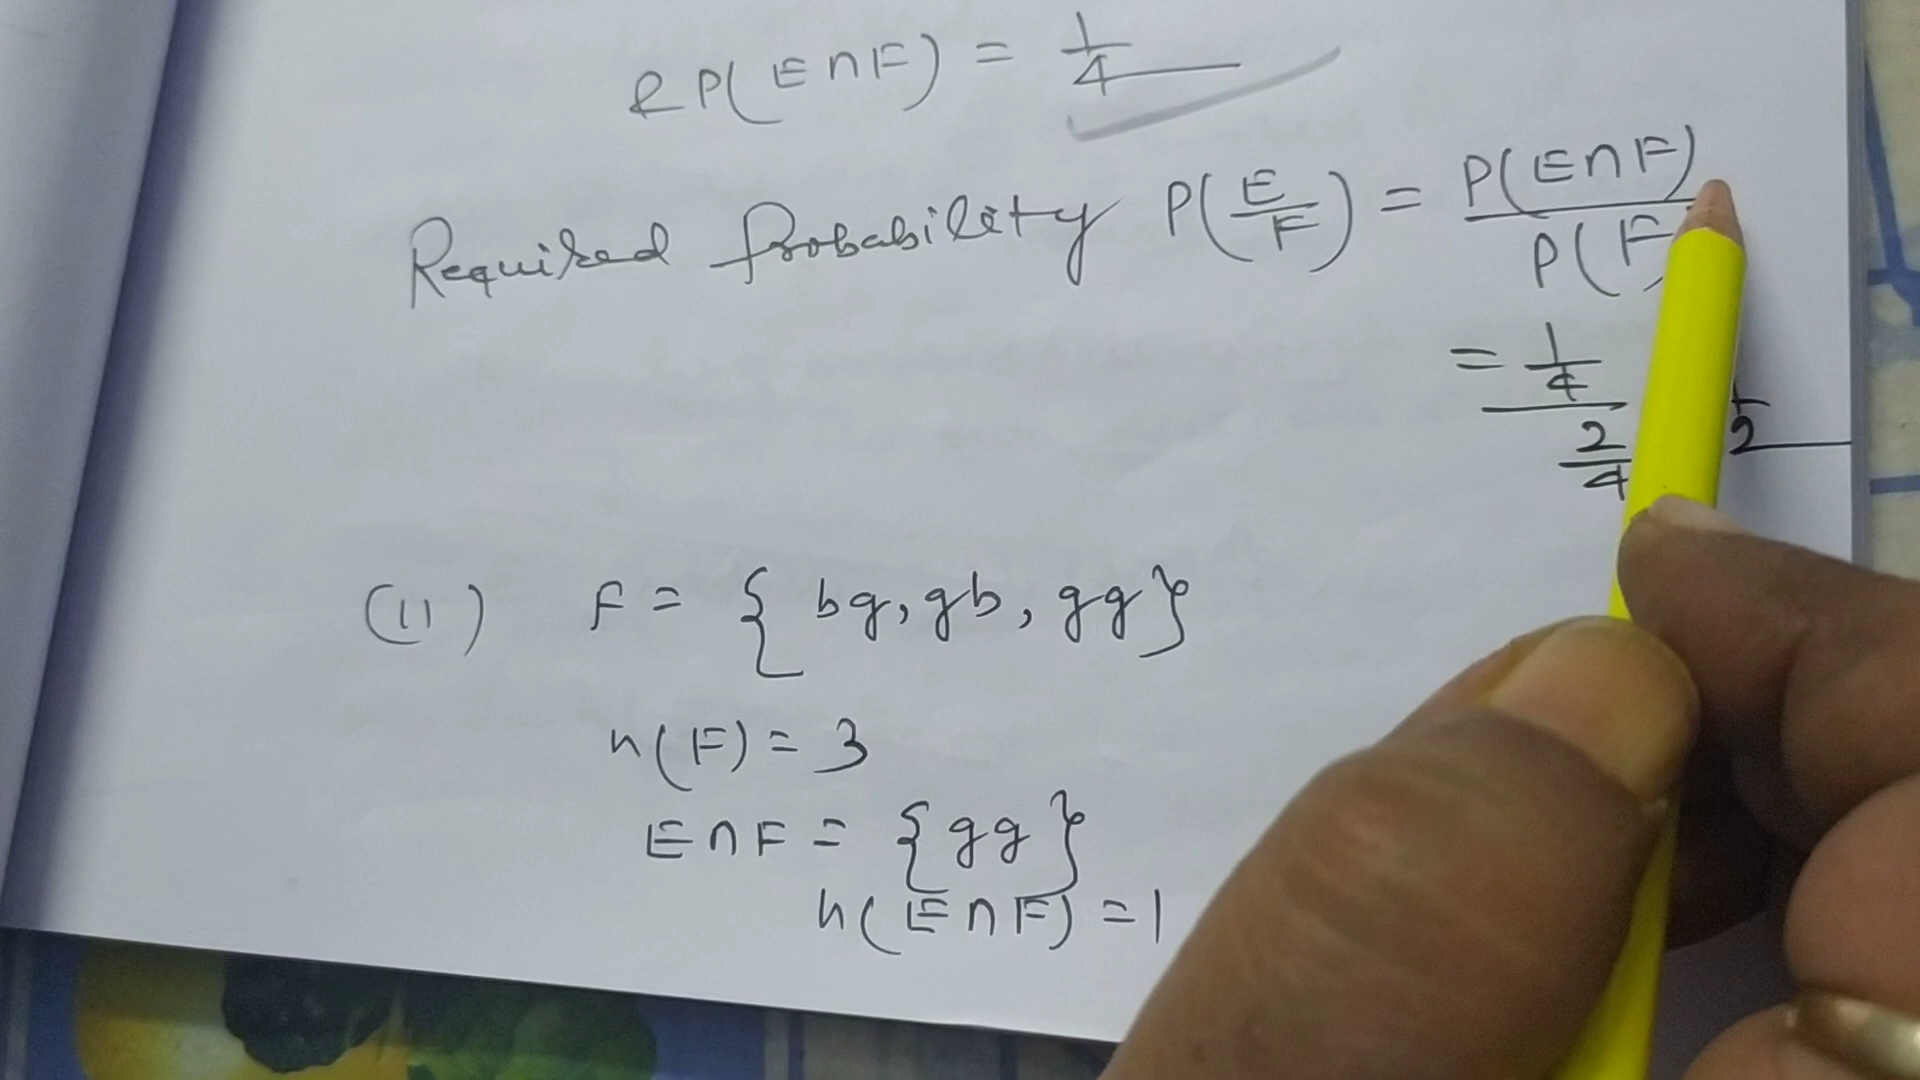 & P(E∩F) = 1/4
Required Probability P(E/F) = P(E∩F)/P(F
= 1/4 / 2/4 1/2
(ii) F = {bg, gb, gg}
n(F) = 3
E∩F = {gg}
n(E∩F) = 1